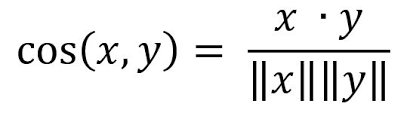 cos(x, y) = x · y / ‖x‖‖y‖